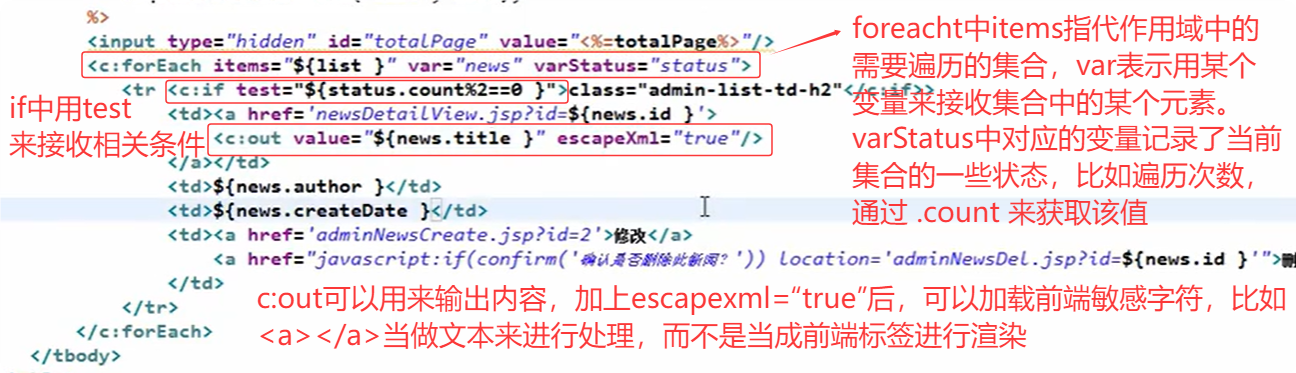 %>
<input type="hidden" id="totalPage" value="<%=totalPage%>"/>
<c:forEach items="${list }" var="news" varStatus="status">
<tr <c:if test="${status.count%2==0 }">class="admin-list-td-h2"</c:if>>
<td><a href='newsDetailView.jsp?id=${news.id }'>
<c:out value="${news.title }" escapeXml="true"/>
</a></td>
<td>${news.author }</td>
<td>${news.createDate }</td>
<td><a href='adminNewsCreate.jsp?id=2'>修改</a>
<a href="javascript:if(confirm('确认是否删除此新闻？')) location='adminNewsDel.jsp?id=${news.id }'">
</td>
</tr>
</c:forEach>
</tbody>
foreacht中items指代作用域中的
需要遍历的集合，var表示用某个
变量来接收集合中的某个元素。
varStatus中对应的变量记录了当前
集合的一些状态，比如遍历次数，
通过 .count 来获取该值
if中用test
来接收相关条件
c:out可以用来输出内容，加上escapexml=“true”后，可以加载前端敏感字符，比如
<a></a>当做文本来进行处理，而不是当成前端标签进行渲染